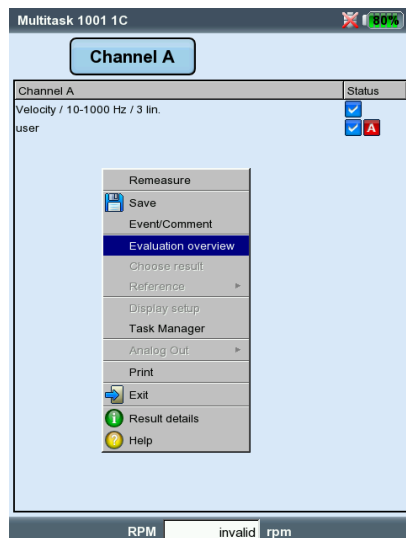 Multitask 1001 1C 80%
Channel A
Channel A Status
Velocity / 10-1000 Hz / 3 lin.
user A
Remeasure
Save
Event/Comment
Evaluation overview
Choose result
Reference
Display setup
Task Manager
Analog Out
Print
Exit
Result details
Help
RPM invalid rpm